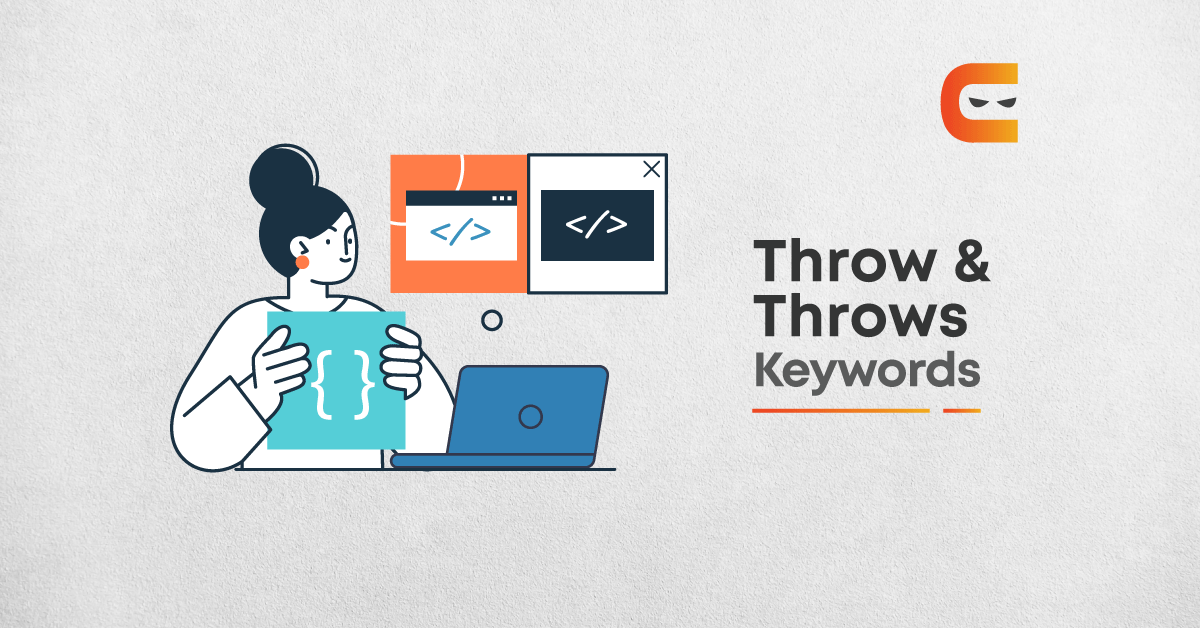 </>
</>
{ }
Throw &
Throws
Keywords